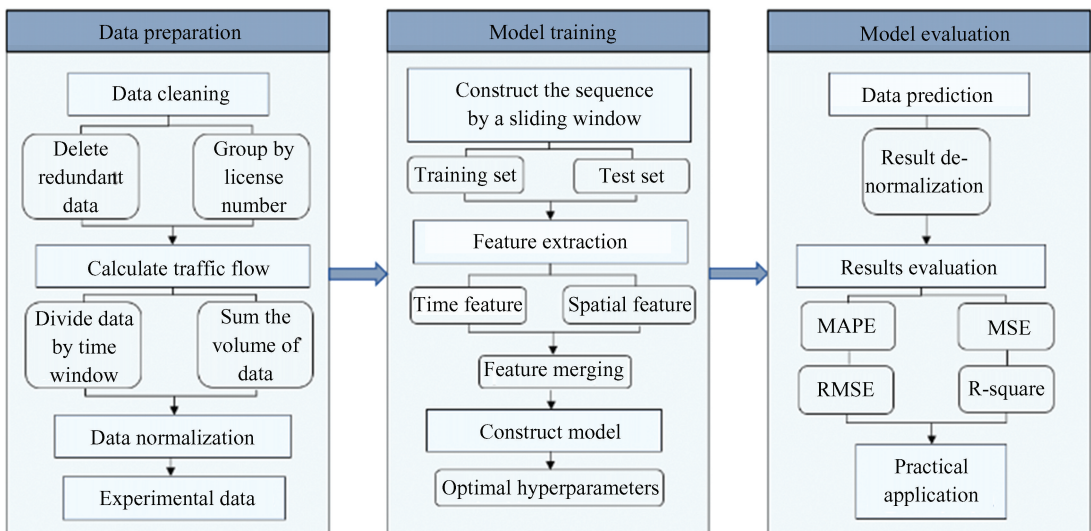 Data preparation
Data cleaning
Delete
redundant
data
Group by
license
number
Calculate traffic flow
Divide data
by time
window
Sum the
volume of
data
Data normalization
Experimental data
Model training
Construct the sequence
by a sliding window
Training set
Test set
Feature extraction
Time feature
Spatial feature
Feature merging
Construct model
Optimal hyperparameters
Model evaluation
Data prediction
Result de-
normalization
Results evaluation
MAPE
MSE
RMSE
R-square
Practical
application